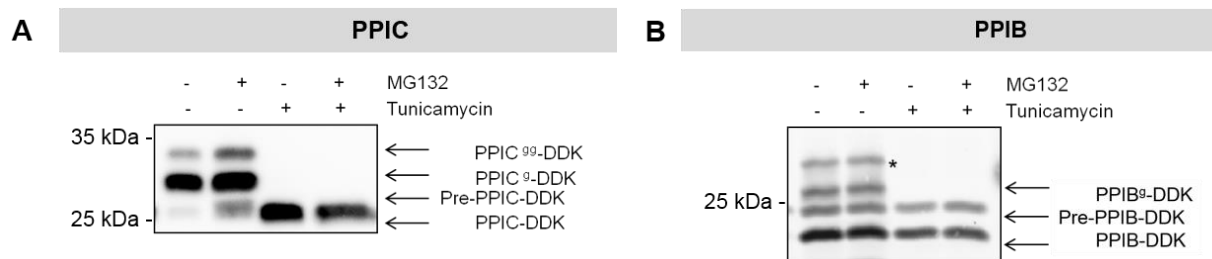 A
PPIC
- + - + MG132
- - + + Tunicamycin
35 kDa -
25 kDa -
PPIC gg-DDK
PPIC g-DDK
Pre-PPIC-DDK
PPIC-DDK
B
PPIB
- + - + MG132
- - + + Tunicamycin
*
25 kDa -
PPIBg-DDK
Pre-PPIB-DDK
PPIB-DDK